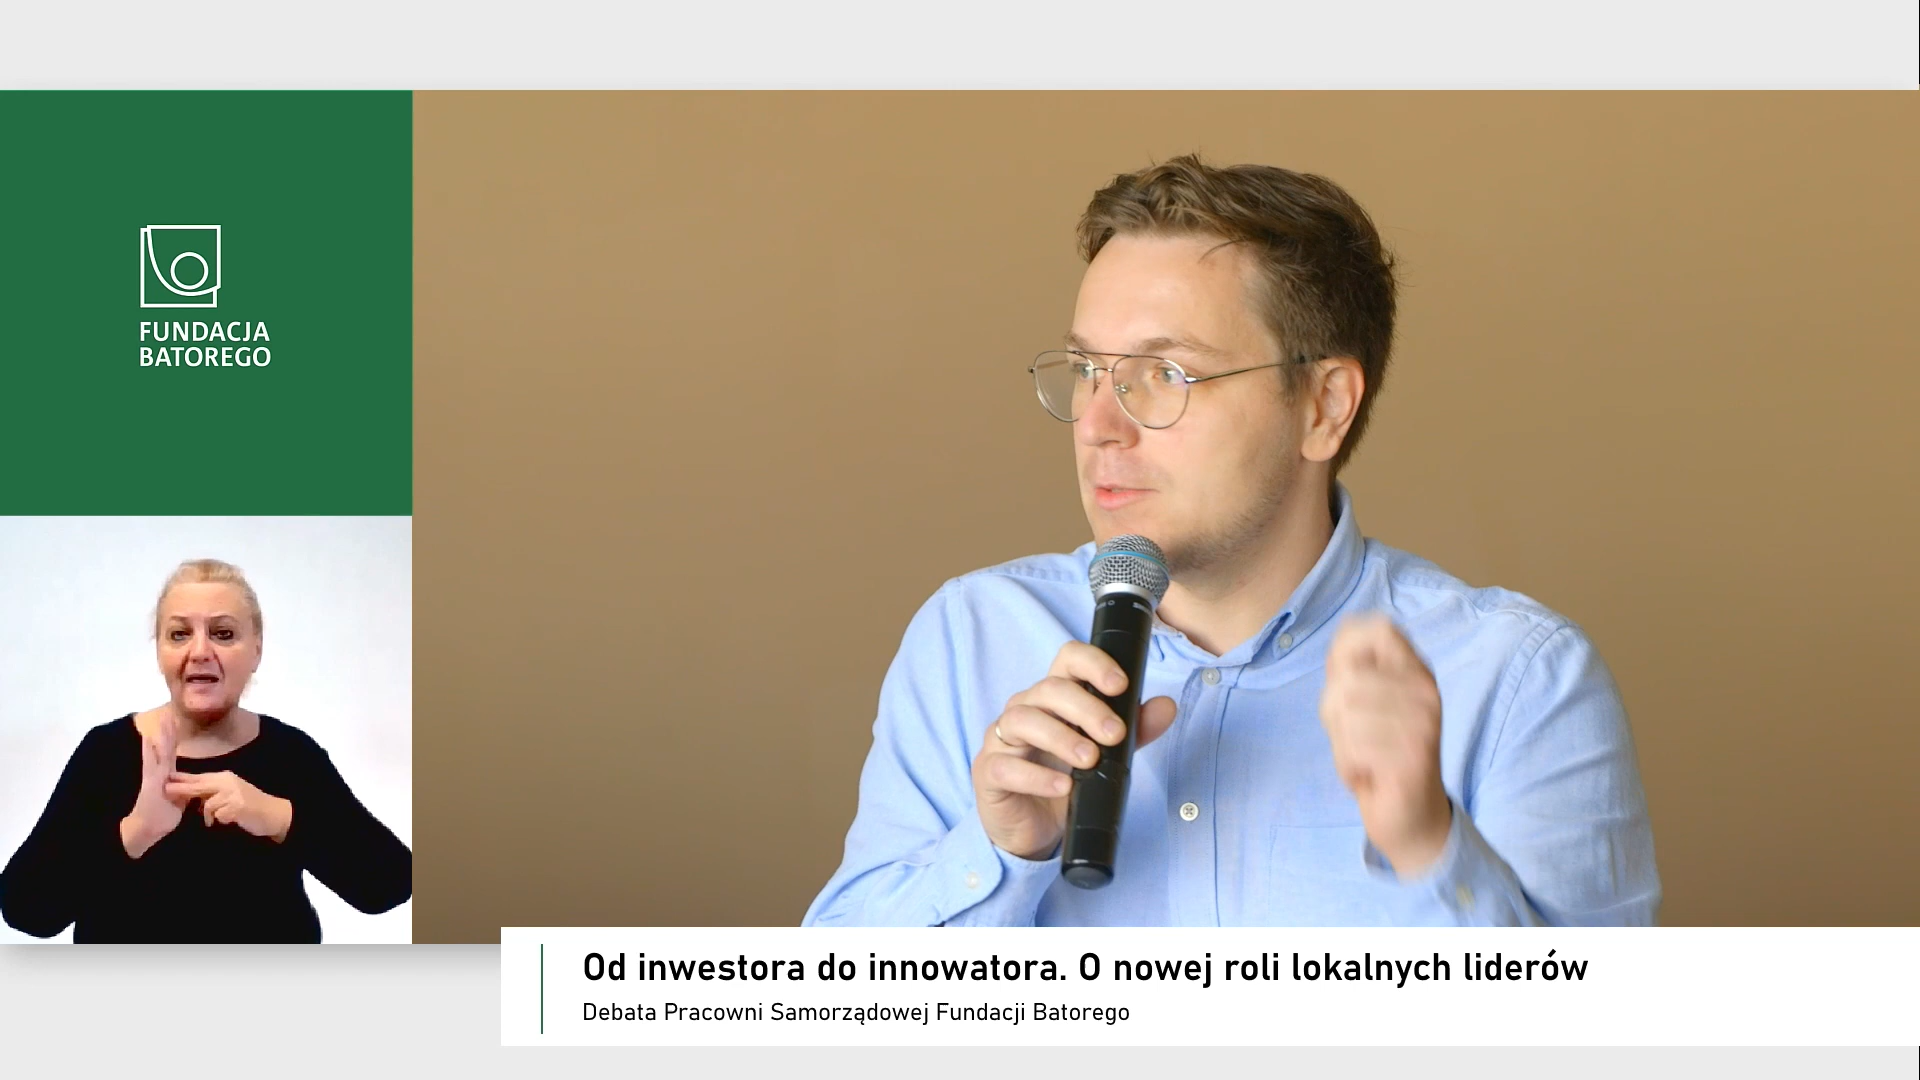 FUNDACJA
BATOREGO
Od inwestora do innowatora. O nowej roli lokalnych liderów
Debata Pracowni Samorządowej Fundacji Batorego